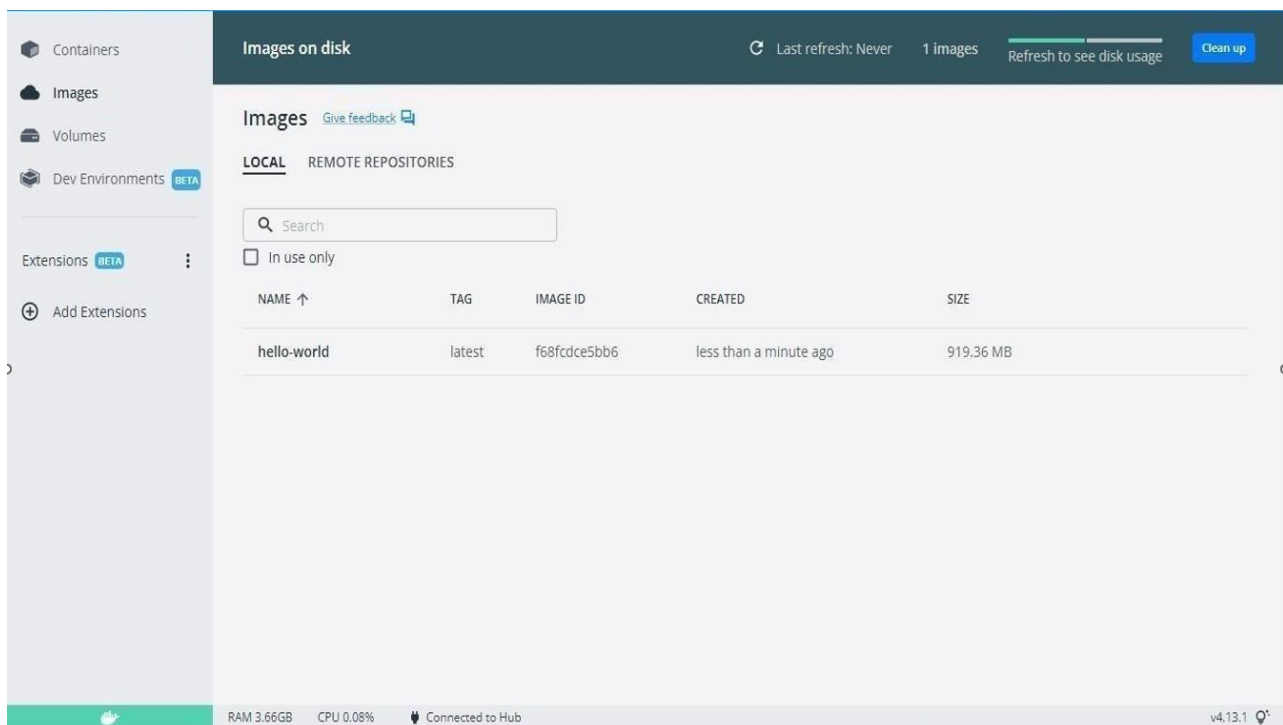 Containers
Images
Volumes
Dev Environments BETA
Extensions BETA
Add Extensions
Images on disk
Last refresh: Never
1 images
Refresh to see disk usage
Clean up
Images Give feedback
LOCAL REMOTE REPOSITORIES
Search
In use only
NAME TAG IMAGE ID CREATED SIZE
hello-world latest f68fcdce5bb6 less than a minute ago 919.36 MB
RAM 3.66GB CPU 0.08% Connected to Hub v4.13.1